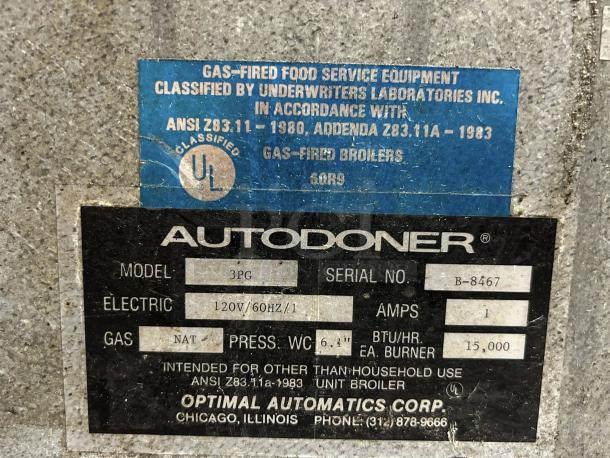 GAS-FIRED FOOD SERVICE EQUIPMENT
CLASSIFIED BY UNDERWRITERS LABORATORIES INC.
IN ACCORDANCE WITH
ANSI Z83.11 - 1980, ADDENDA Z83.11A - 1983
CLASSIFIED
UL
GAS-FIRED BROILERS
60R9
AUTODONER®
MODEL 3PG SERIAL NO. B-8467
ELECTRIC 120V/60HZ/1 AMPS 1
GAS NAT PRESS. WC BTU/HR. EA. BURNER 15,000
INTENDED FOR OTHER THAN HOUSEHOLD USE
ANSI Z83.11a-1983 UNIT BROILER
UL
OPTIMAL AUTOMATICS CORP.
CHICAGO, ILLINOIS PHONE: (312) 878-9666